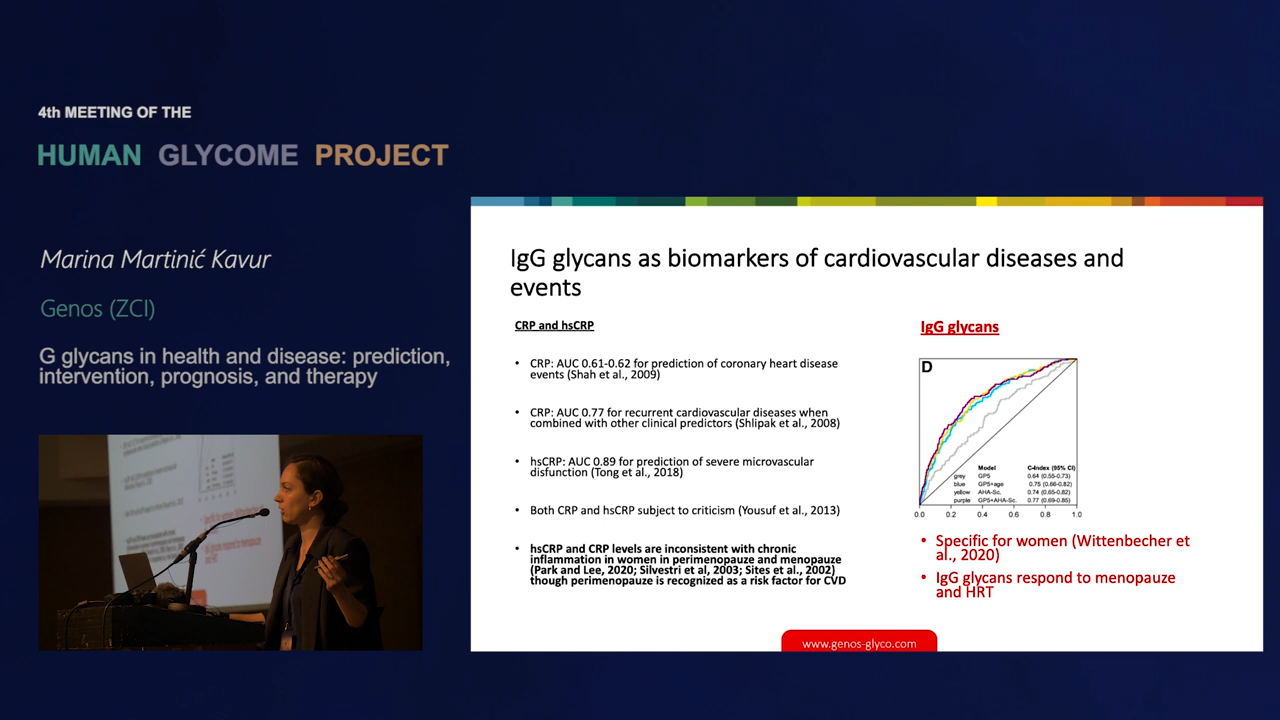 4th MEETING OF THE
HUMAN GLYCOME PROJECT
Marina Martinić Kavur
Genos (ZCI)
G glycans in health and disease: prediction,
intervention, prognosis, and therapy
IgG glycans as biomarkers of cardiovascular diseases and
events
CRP and hsCRP
• CRP: AUC 0.61-0.62 for prediction of coronary heart disease
events (Shah et al., 2009)
• CRP: AUC 0.77 for recurrent cardiovascular diseases when
combined with other clinical predictors (Shlipak et al., 2008)
• hsCRP: AUC 0.89 for prediction of severe microvascular
disfunction (Tong et al., 2018)
• Both CRP and hsCRP subject to criticism (Yousuf et al., 2013)
• hsCRP and CRP levels are inconsistent with chronic
inflammation in women in perimenopauze and menopauze
(Park and Lee, 2020; Silvestri et al, 2003; Sites et al., 2002)
though perimenopauze is recognized as a risk factor for CVD
IgG glycans
D
Model C-Index (95% CI)
grey GP5 0.64 (0.55-0.73)
blue GP5+age 0.75 (0.66-0.82)
yellow AHA-Sc. 0.74 (0.65-0.82)
purple GP5+AHA-Sc. 0.77 (0.69-0.85)
0.0 0.2 0.4 0.6 0.8 1.0
• Specific for women (Wittenbecher et
al., 2020)
• IgG glycans respond to menopauze
and HRT
www.genos-glyco.com